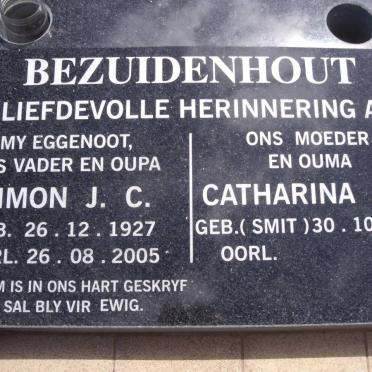 BEZUIDENHOUT
LIEFDEVOLLE HERINNERING A
MY EGGENOOT,
S VADER EN OUPA
IMON J. C.
B. 26 . 12 . 1927
RL. 26 . 08 . 2005
M IS IN ONS HART GESKRYF
SAL BLY VIR EWIG.
ONS MOEDER
EN OUMA
CATHARINA
GEB.( SMIT )30 . 10
OORL.